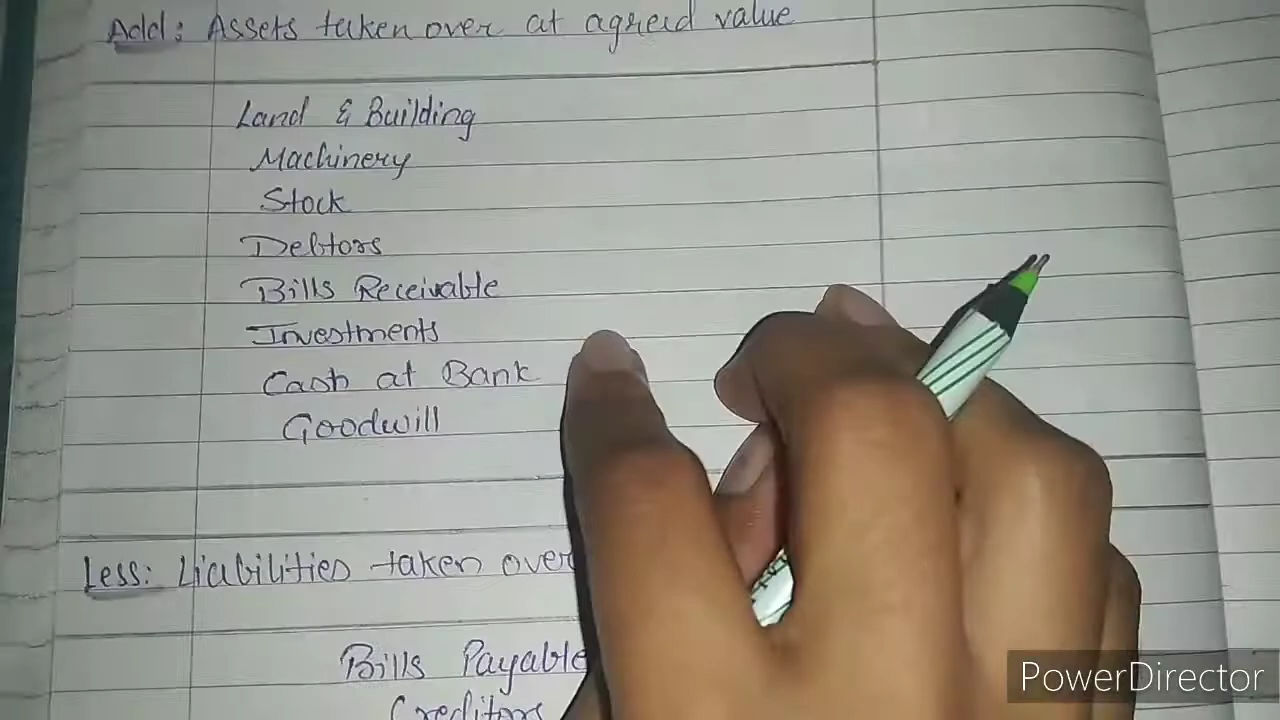 Add: Assets taken over at agreed value
Land & Building
Machinery
Stock
Debtors
Bills Receivable
Investments
Cash at Bank
Goodwill
Less: Liabilities taken over
Bills Payable
Creditors
PowerDirector